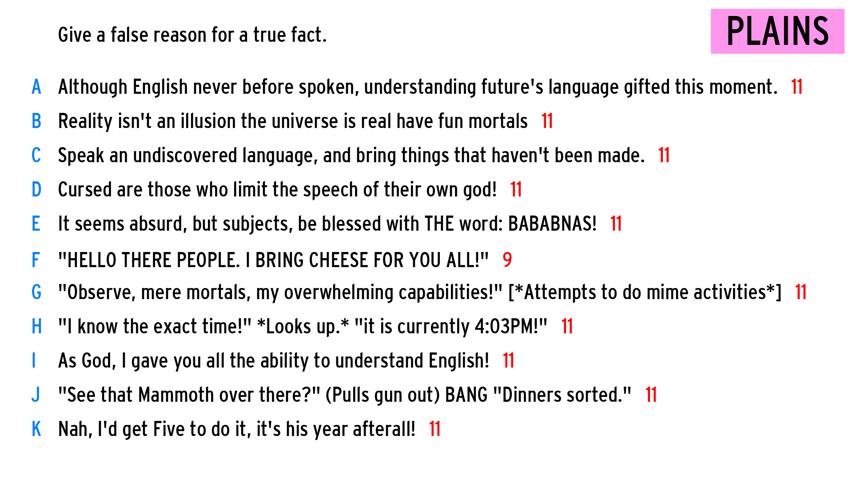 Give a false reason for a true fact.
PLAINS
A Although English never before spoken, understanding future's language gifted this moment. 11
B Reality isn't an illusion the universe is real have fun mortals 11
C Speak an undiscovered language, and bring things that haven't been made. 11
D Cursed are those who limit the speech of their own god! 11
E It seems absurd, but subjects, be blessed with THE word: BABABNAS! 11
F "HELLO THERE PEOPLE. I BRING CHEESE FOR YOU ALL!" 9
G "Observe, mere mortals, my overwhelming capabilities!" [*Attempts to do mime activities*] 11
H "I know the exact time!" *Looks up.* "it is currently 4:03PM!" 11
I As God, I gave you all the ability to understand English! 11
J "See that Mammoth over there?" (Pulls gun out) BANG "Dinners sorted." 11
K Nah, I'd get Five to do it, it's his year afterall! 11